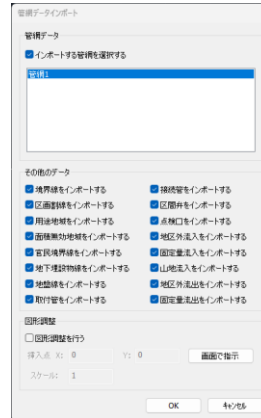 管網データインポート
管網データ
インポートする管網を選択する
管網1
その他のデータ
境界線をインポートする
接続管をインポートする
区画割線をインポートする
区間弁をインポートする
用途地域をインポートする
点検口をインポートする
面積無効地域をインポートする
地区外流入をインポートする
官民境界線をインポートする
固定量流入をインポートする
地下埋設物線をインポートする
山地流入をインポートする
地盤線をインポートする
地区外流出をインポートする
取付管をインポートする
固定量流出をインポートする
図形調整
図形調整を行う
挿入点 X: 0 Y: 0 画面で指示
スケール: 1
OK キャンセル